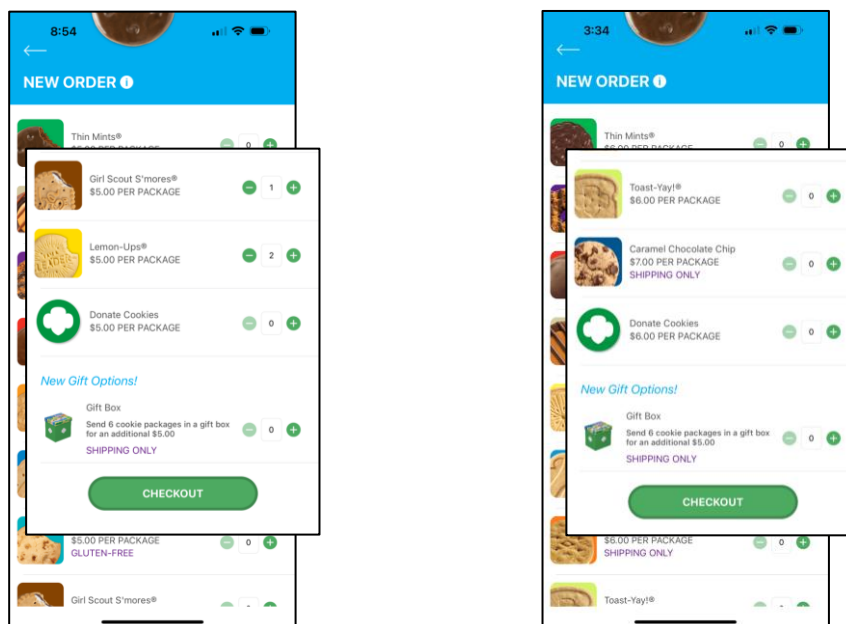 8:54
NEW ORDER i
Thin Mints®
Girl Scout S'mores®
$5.00 PER PACKAGE
1
Lemon-Ups®
$5.00 PER PACKAGE
2
Donate Cookies
$5.00 PER PACKAGE
0
New Gift Options!
Gift Box
Send 6 cookie packages in a gift box
for an additional $5.00
0
SHIPPING ONLY
CHECKOUT
$5.00 PER PACKAGE
0
GLUTEN-FREE
Girl Scout S'mores®
3:34
NEW ORDER i
Thin Mints®
$6.00 PER PACKAGE
0
Toast-Yay!®
$6.00 PER PACKAGE
0
Caramel Chocolate Chip
$7.00 PER PACKAGE
0
SHIPPING ONLY
Donate Cookies
$6.00 PER PACKAGE
0
New Gift Options!
Gift Box
Send 6 cookie packages in a gift box
for an additional $5.00
0
SHIPPING ONLY
CHECKOUT
$6.00 PER PACKAGE
0
SHIPPING ONLY
Toast-Yay!®